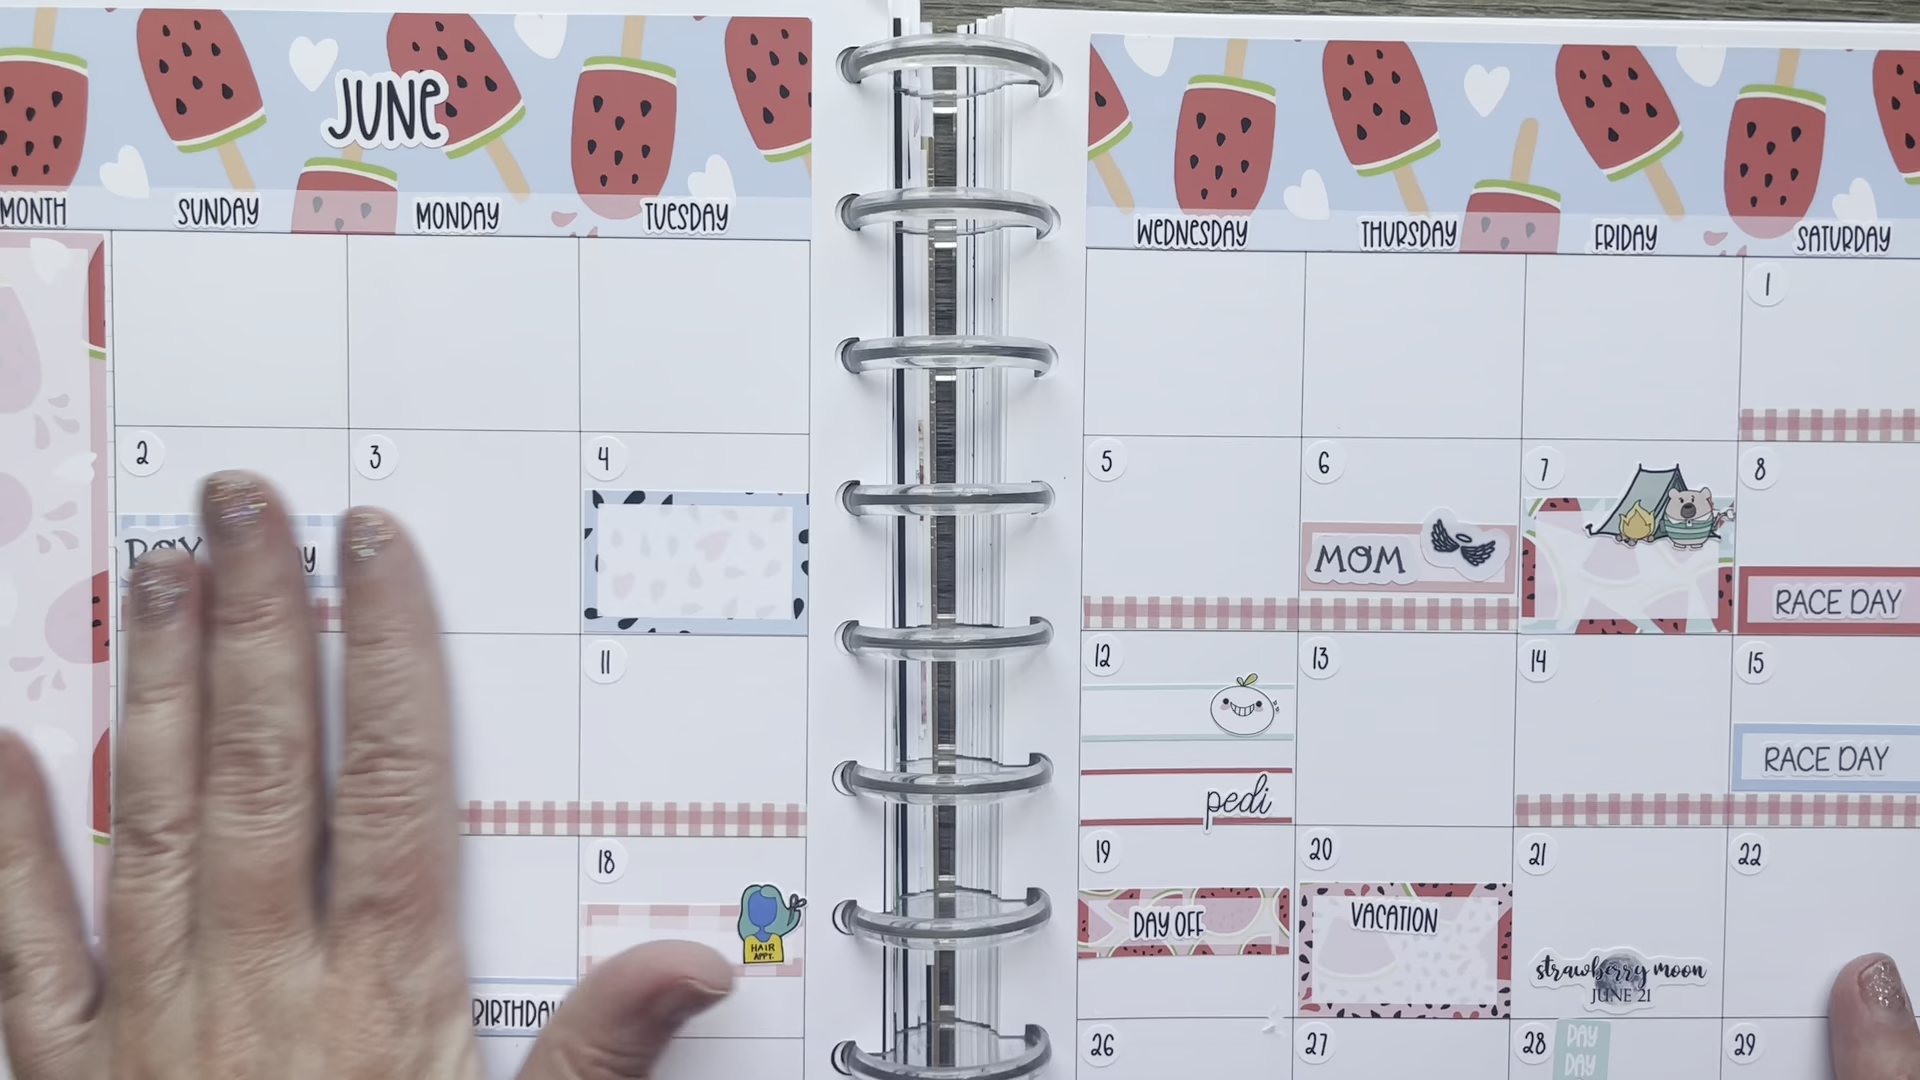 JUNE
MONTH SUNDAY MONDAY TUESDAY WEDNESDAY THURSDAY FRIDAY SATURDAY
1
2 3 4 5 6 7 8
MOM
RACE DAY
11 12 13 14 15
pedi
RACE DAY
18 19 20 21 22
HAIR
APPT.
DAY OFF
VACATION
strawberry moon
JUNE 21
BIRTHDAY
26 27 28 29
PAY
DAY